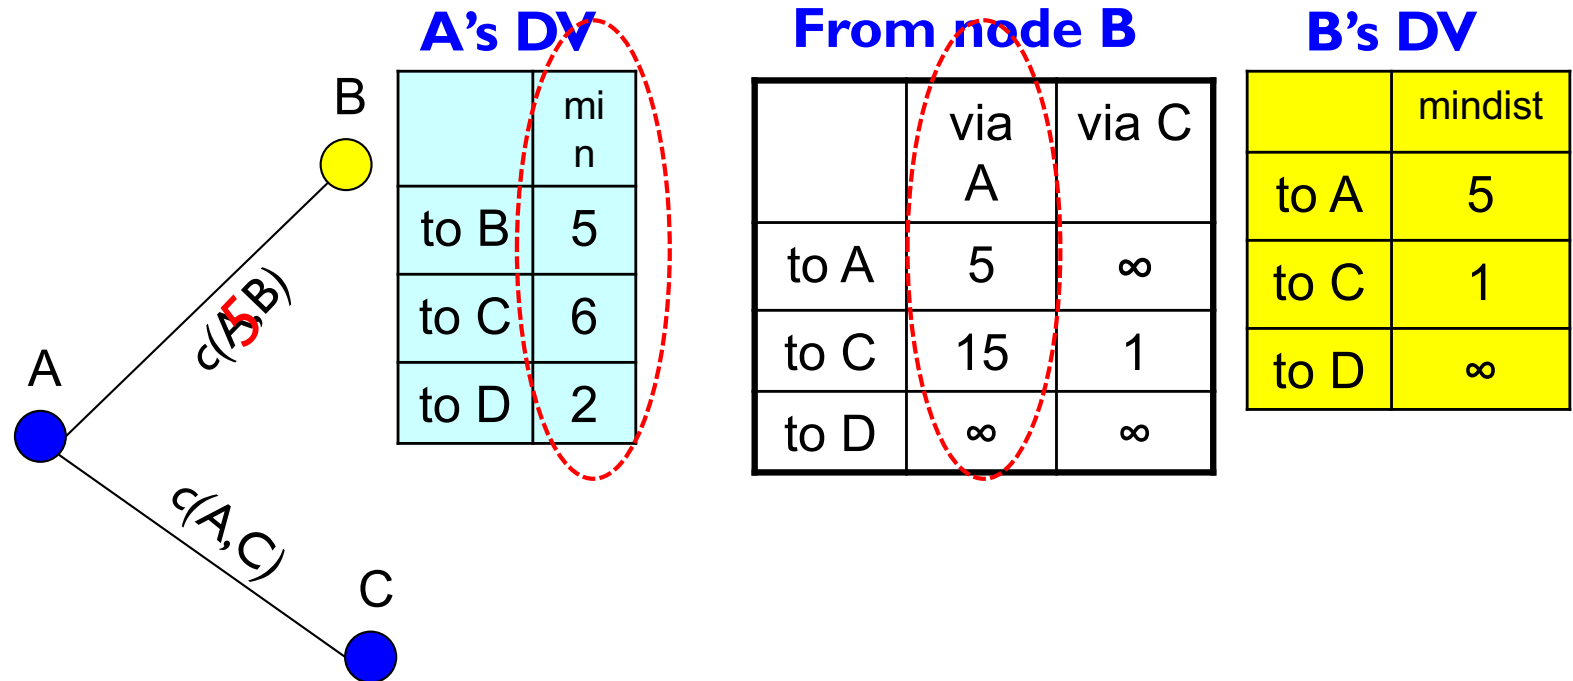 A's DV
From node B
B's DV
B
mi
n
to B 5
to C 6
to D 2
via
A
via C
to A 5 ∞
to C 15 1
to D ∞ ∞
mindist
to A 5
to C 1
to D ∞
c(A,B)
5
A
c(A,C)
C